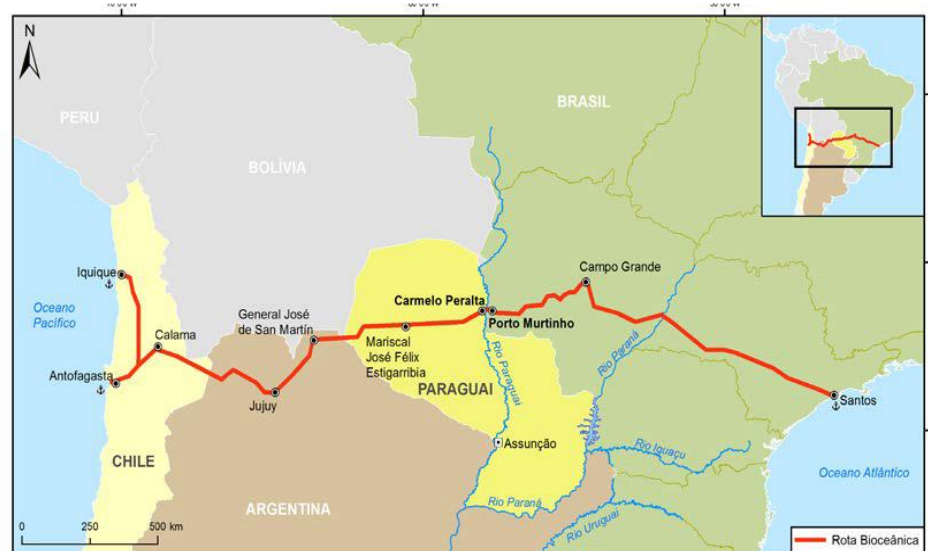 N
PERU
BRASIL
BOLÍVIA
Campo Grande
Iquique
Oceano
Pacífico
Carmelo Peralta
Porto Murtinho
General José
de San Martín
Calama
Mariscal
José Félix
Estigarribia
Rio Paraguai
Rio Paraná
Antofagasta
Jujuy
PARAGUAI
Santos
Assunção
CHILE
Rio Iguaçu
Oceano Atlântico
ARGENTINA
Rio Paraná
Rio Uruguai
0 250 500 km
Rota Bioceânica